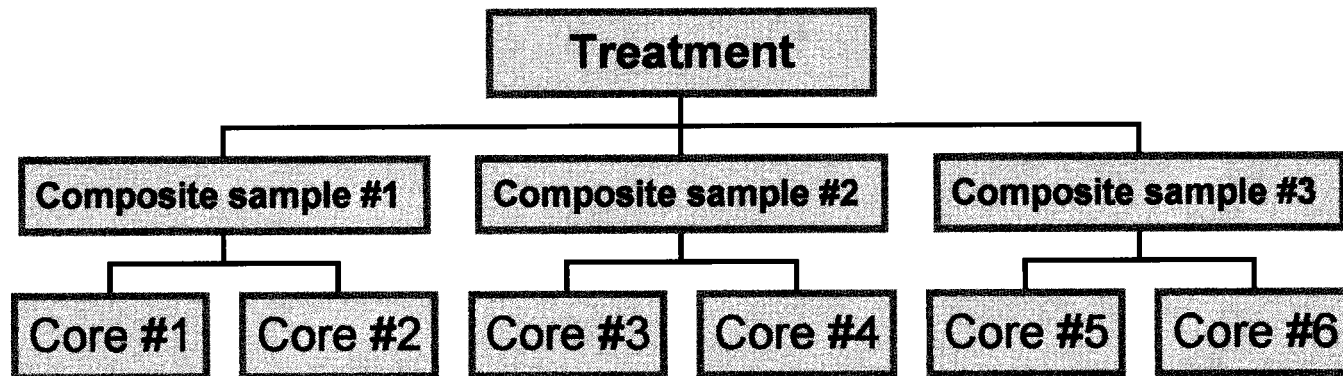 Treatment
Composite sample #1
Composite sample #2
Composite sample #3
Core #1
Core #2
Core #3
Core #4
Core #5
Core #6